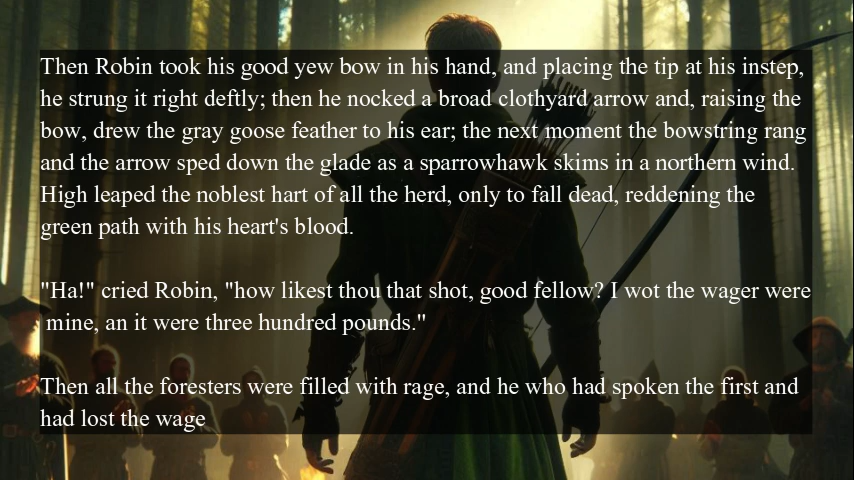 Then Robin took his good yew bow in his hand, and placing the tip at his instep,
he strung it right deftly; then he nocked a broad clothyard arrow and, raising the
bow, drew the gray goose feather to his ear; the next moment the bowstring rang
and the arrow sped down the glade as a sparrowhawk skims in a northern wind.
High leaped the noblest hart of all the herd, only to fall dead, reddening the
green path with his heart's blood.
"Ha!" cried Robin, "how likest thou that shot, good fellow? I wot the wager were
mine, an it were three hundred pounds."
Then all the foresters were filled with rage, and he who had spoken the first and
had lost the wage